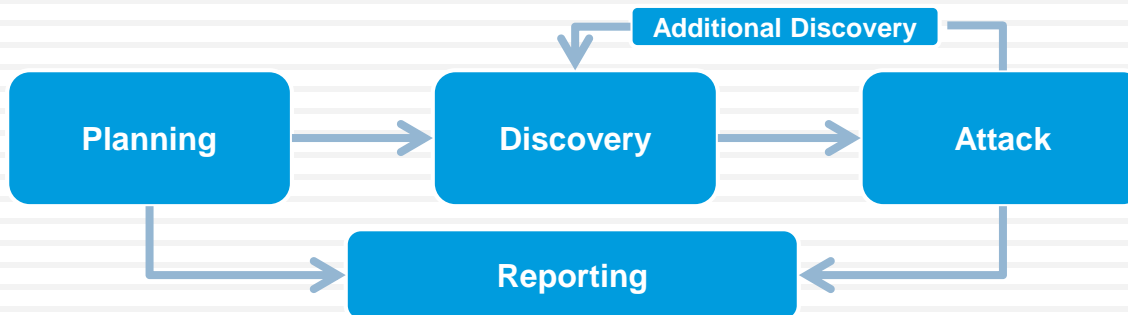 Additional Discovery
Planning
Discovery
Attack
Reporting